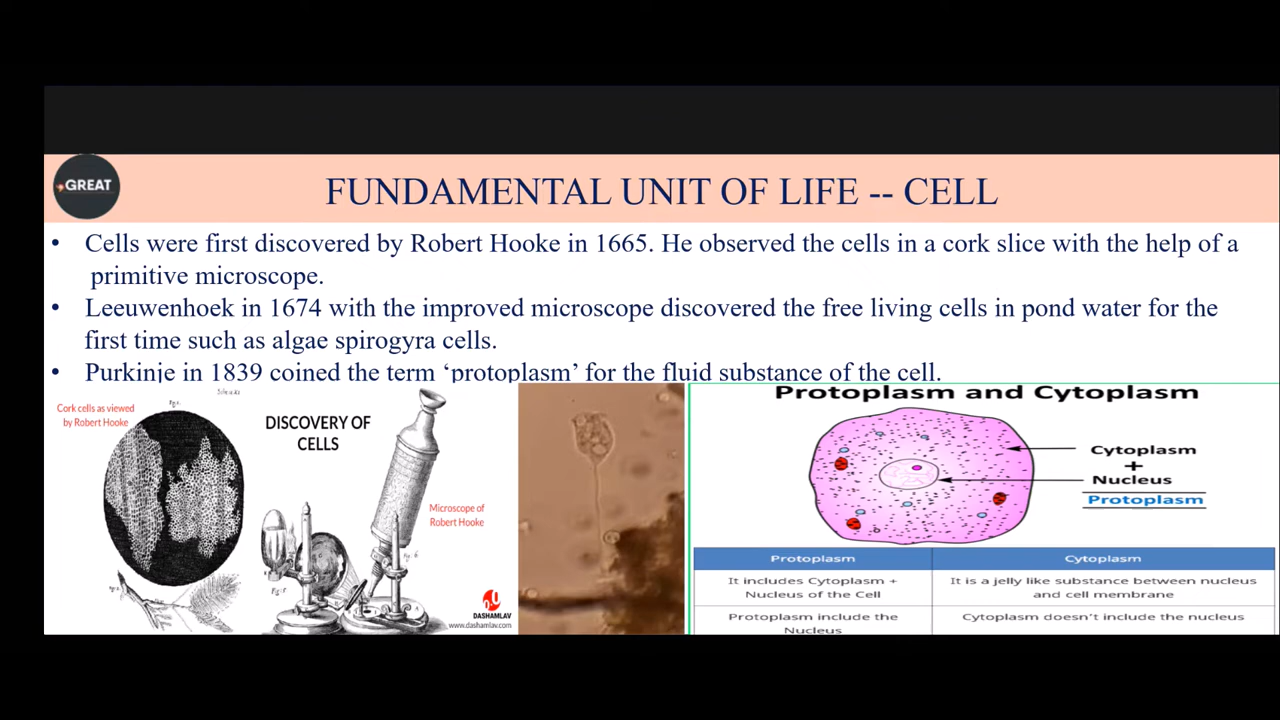 GREAT
FUNDAMENTAL UNIT OF LIFE -- CELL
• Cells were first discovered by Robert Hooke in 1665. He observed the cells in a cork slice with the help of a
primitive microscope.
• Leeuwenhoek in 1674 with the improved microscope discovered the free living cells in pond water for the
first time such as algae spirogyra cells.
• Purkinje in 1839 coined the term ‘protoplasm’ for the fluid substance of the cell.
Cork cells as viewed
by Robert Hooke
DISCOVERY OF
CELLS
Microscope of
Robert Hooke
DASHAMLAV
www.dashamlav.com
Protoplasm and Cytoplasm
Cytoplasm
+
Nucleus
Protoplasm
Protoplasm
Cytoplasm
It includes Cytoplasm +
Nucleus of the Cell
It is a jelly like substance between nucleus
and cell membrane
Protoplasm include the
Nucleus
Cytoplasm doesn't include the nucleus